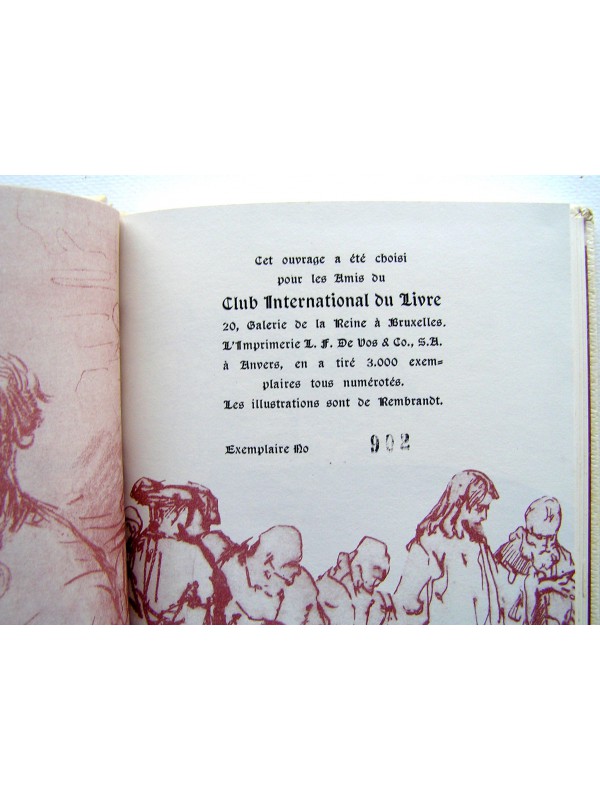 Cet ouvrage a été choisi
pour les Amis du
Club International du Livre
20, Galerie de la Reine à Bruxelles.
L'Imprimerie L. F. De Vos & Co., S.A.
à Anvers, en a tiré 3.000 exem-
plaires tous numérotés.
Les illustrations sont de Rembrandt.
Exemplaire No 902